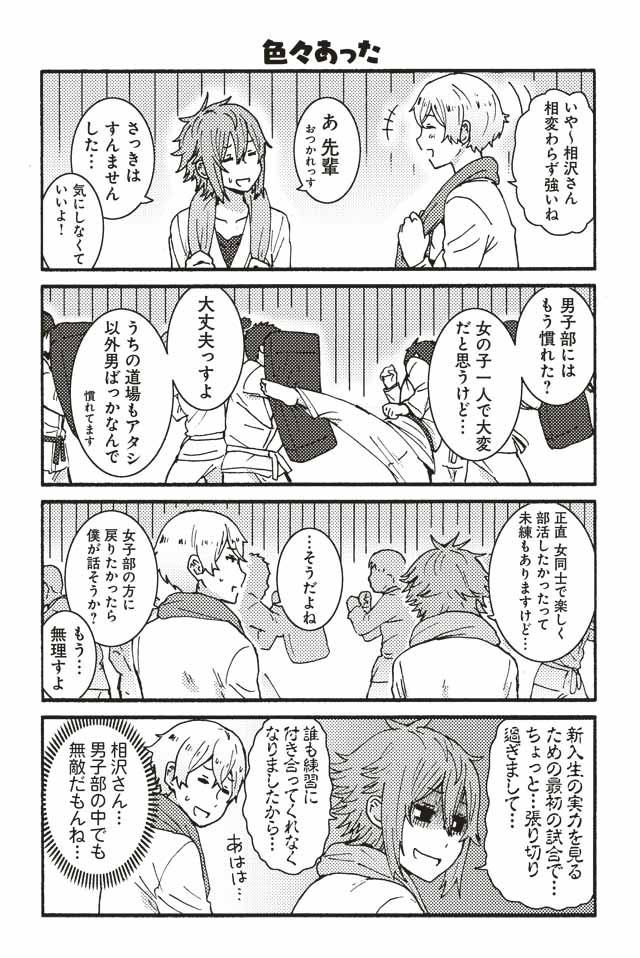 色々あった
いや〜相沢さん
相変わらず強いね
あ 先輩
おつかれっす
さっきは
すんません
した…
気にしなくて
いいよ！
男子部には
もう慣れた？
女の子一人で大変
だと思うけど…
大丈夫っすよ
うちの道場もアタシ
以外男ばっかなんで
慣れてます
正直 女同士で楽しく
部活したかったって
未練もありますけど…
…そうだよね
女子部の方に
戻りたかったら
僕が話そうか？
もう…
無理すよ
新入生の実力を見る
ための最初の試合で…
ちょっと…張り切り
過ぎまして…
誰も練習に
付き合ってくれなく
なりましたから…
あはは…
相沢さん…
男子部の中でも
無敵だもんね…